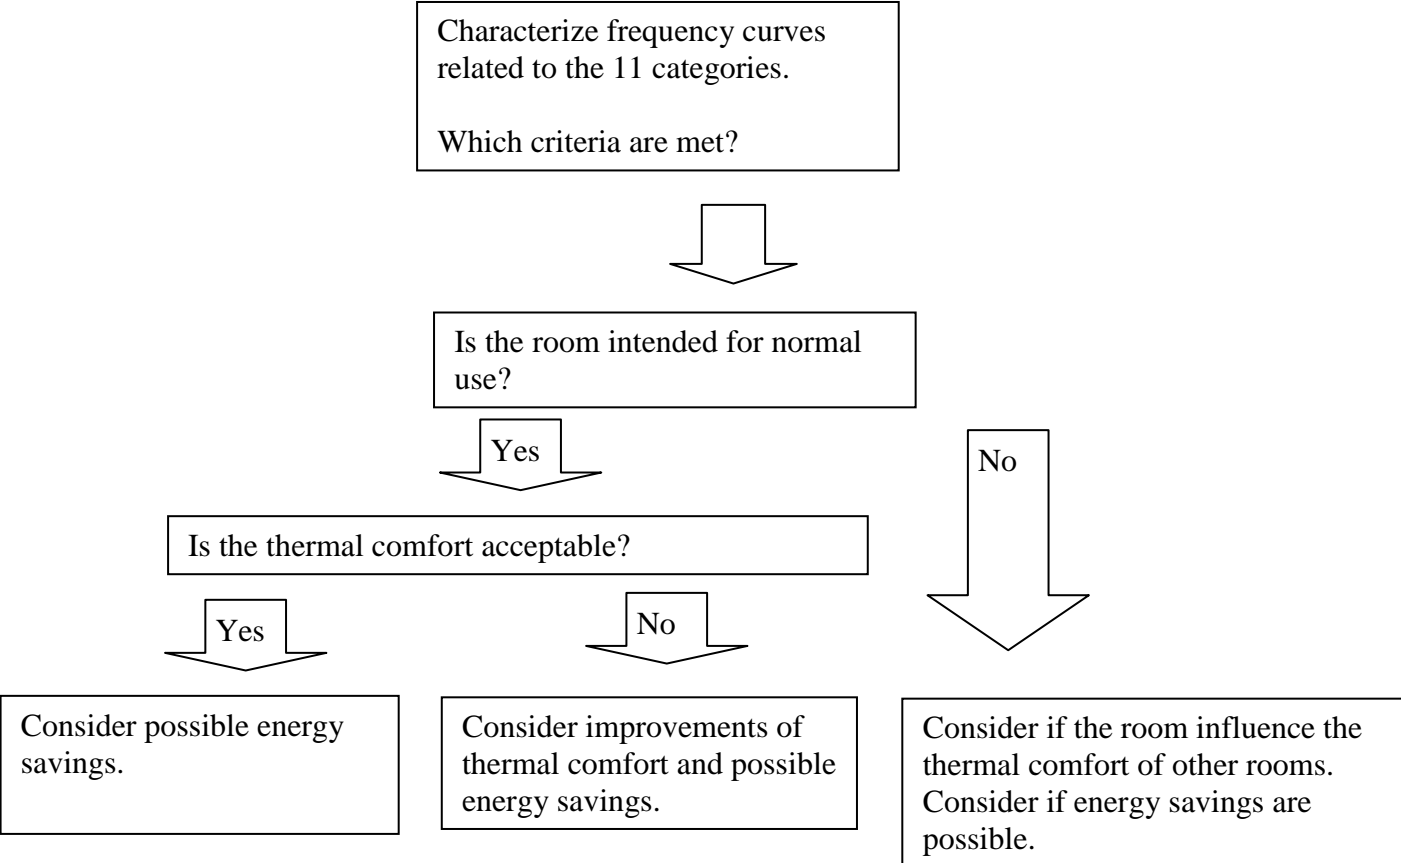 Characterize frequency curves
related to the 11 categories.
Which criteria are met?
Is the room intended for normal
use?
Yes
No
Is the thermal comfort acceptable?
Yes
No
Consider possible energy
savings.
Consider improvements of
thermal comfort and possible
energy savings.
Consider if the room influence the
thermal comfort of other rooms.
Consider if energy savings are
possible.